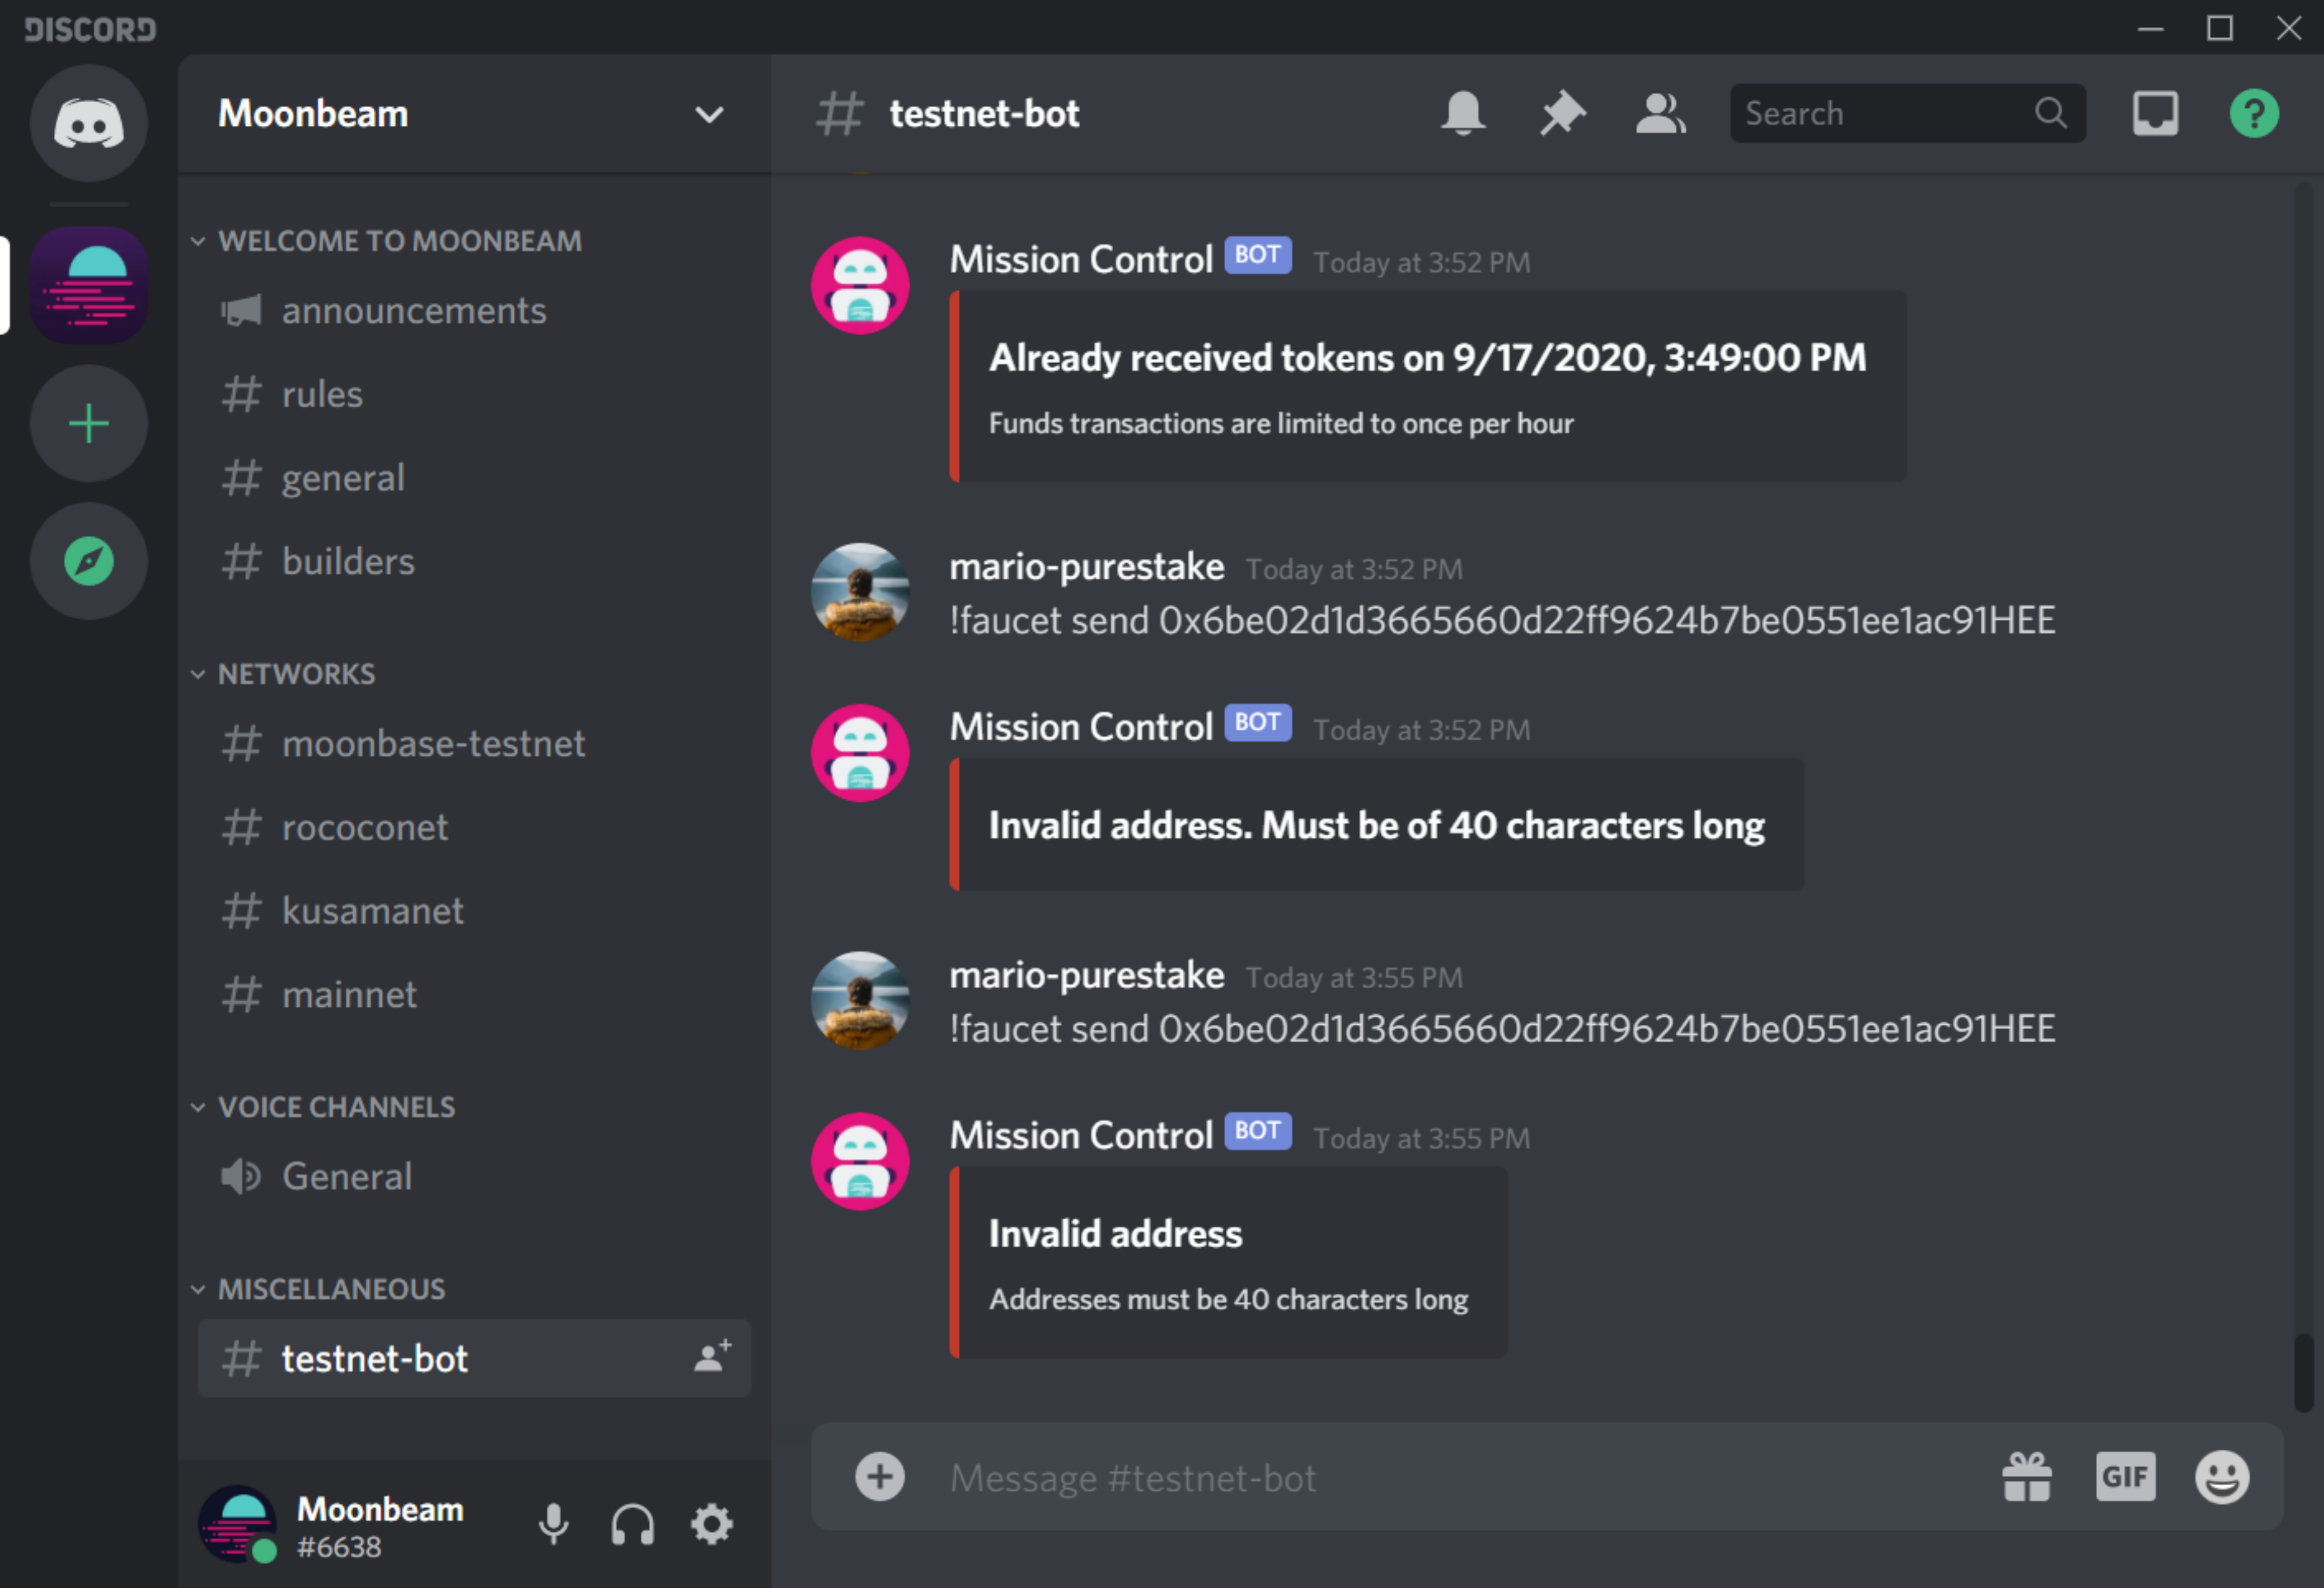 DISCORD
Moonbeam
WELCOME TO MOONBEAM
announcements
rules
general
builders
NETWORKS
moonbase-testnet
rococonet
kusamanet
mainnet
VOICE CHANNELS
General
MISCELLANEOUS
testnet-bot
Moonbeam
#6638
testnet-bot
Search
Mission Control BOT Today at 3:52 PM
Already received tokens on 9/17/2020, 3:49:00 PM
Funds transactions are limited to once per hour
mario-purestake Today at 3:52 PM
!faucet send 0x6be02d1d3665660d22ff9624b7be0551ee1ac91HEE
Mission Control BOT Today at 3:52 PM
Invalid address. Must be of 40 characters long
mario-purestake Today at 3:55 PM
!faucet send 0x6be02d1d3665660d22ff9624b7be0551ee1ac91HEE
Mission Control BOT Today at 3:55 PM
Invalid address
Addresses must be 40 characters long
Message #testnet-bot
GIF